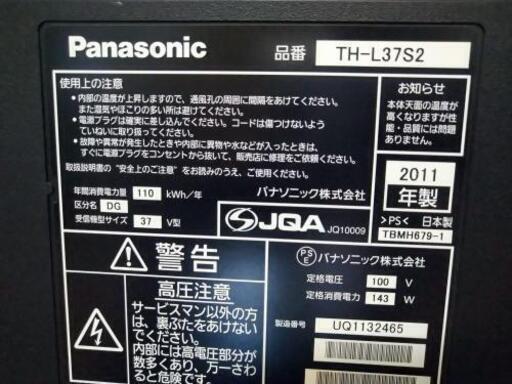 Panasonic 品番 TH-L37S2
使用上の注意
•内部の温度が上昇しますので、通風孔の周囲に間隔をあけてください。
また湿気やほこりの多い所は避けてください。
•電源プラグは確実に差し込んでください。コードは傷つけないよう
ていねいに取り扱ってください。
•故障や異常が発生したときや内部に異物や水などが入ったときは、
すぐに電源プラグをコンセントから抜いて、販売店に修理をご依頼ください。
取扱説明書の"安全上のご注意"をお読みのうえ、ご使用ください。
お知らせ
本体天面の温度が
高くなりますが性
能・品質には問題
ありません。
年間消費電力量 110 kWh/年
区分名 DG
受信機型サイズ 37 V型
パナソニック株式会社
JQA JQ10009
2011
年製
>PS< 日本製
TBMH679-1
警告
高圧注意
サービスマン以外の方
は、裏ぶたをあけない
でください。
内部には高電圧部分が
数多くあり、万一さわ
ると危険です。
PSE パナソニック株式会社
定格電圧 100 V
定格消費電力 143 W
製造番号 UQ1132465